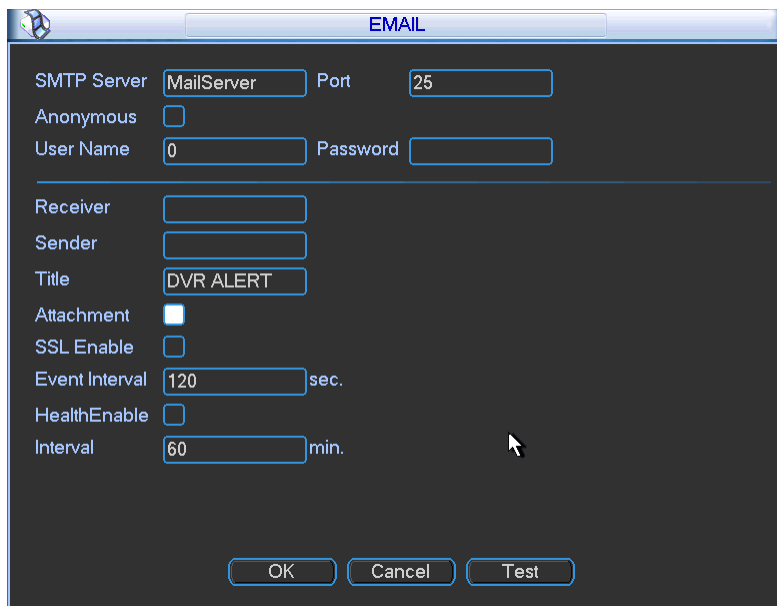 EMAIL
SMTP Server MailServer Port 25
Anonymous
User Name 0 Password
Receiver
Sender
Title DVR ALERT
Attachment
SSL Enable
Event Interval 120 sec.
HealthEnable
Interval 60 min.
OK Cancel Test